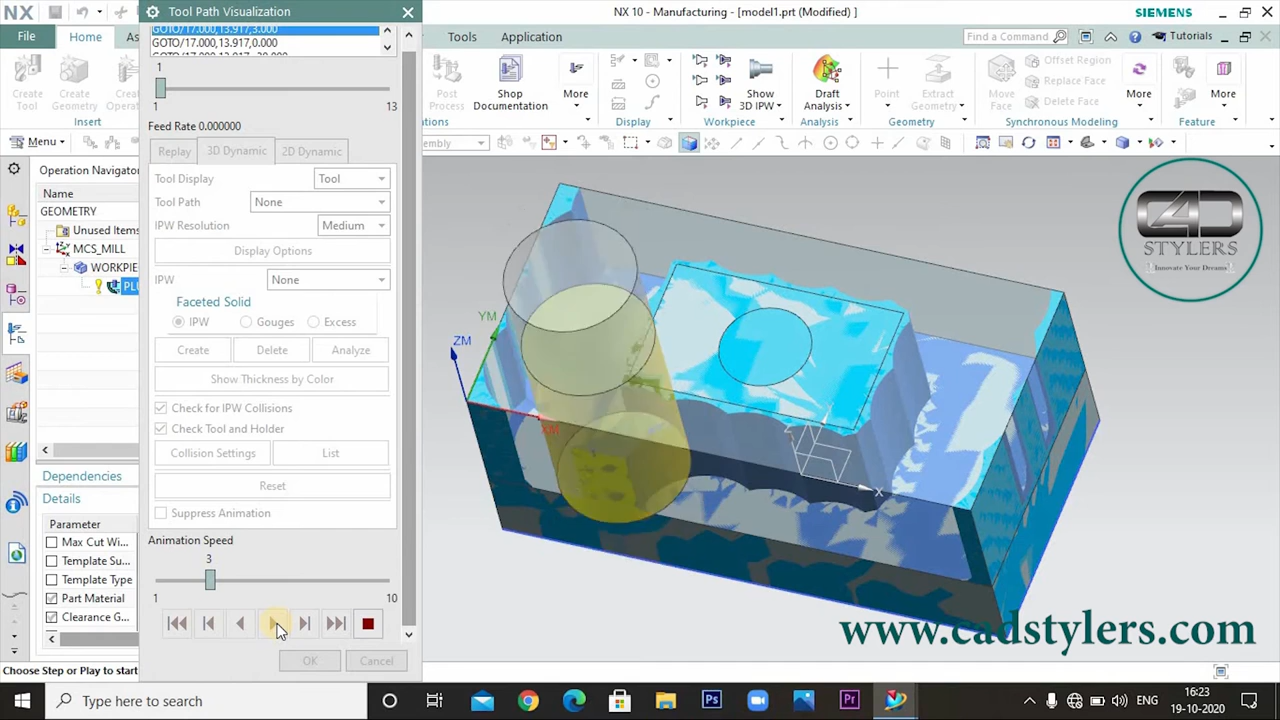 NX
Tool Path Visualization
NX 10 - Manufacturing - [model1.prt (Modified) ]
SIEMENS
File
Home
As
Tools
Application
Find a Command
Tutorials
GOTO/17.000,13.917,3.000
GOTO/17.000,13.917,0.000
1
1
13
Feed Rate 0.000000
Replay
3D Dynamic
2D Dynamic
Tool Display
Tool
Tool Path
None
IPW Resolution
Medium
Display Options
IPW
None
Faceted Solid
IPW
Gouges
Excess
Create
Delete
Analyze
Show Thickness by Color
Check for IPW Collisions
Check Tool and Holder
Collision Settings
List
Reset
Suppress Animation
Animation Speed
3
1
10
OK
Cancel
Create Tool
Create Geometry
Create
Insert
Post Process
Shop Documentation
More
Display
Show 3D IPW
Workpiece
Draft Analysis
Analysis
Point
Extract Geometry
Geometry
Move Face
Offset Region
Replace Face
Delete Face
More
Synchronous Modeling
More
Feature
Menu
Assembly
Operation Navigator
Name
GEOMETRY
Unused Items
MCS_MILL
WORKPIE
PLU
Dependencies
Details
Parameter
Max Cut Wi
Template Su
Template Type
Part Material
Clearance G
Choose Step or Play to start
ZM
YM
XM
Z
X
CAD
STYLERS
Innovate Your Dreams
www.cadstylers.com
Type here to search
Ps
Pr
ENG
16:23
19-10-2020